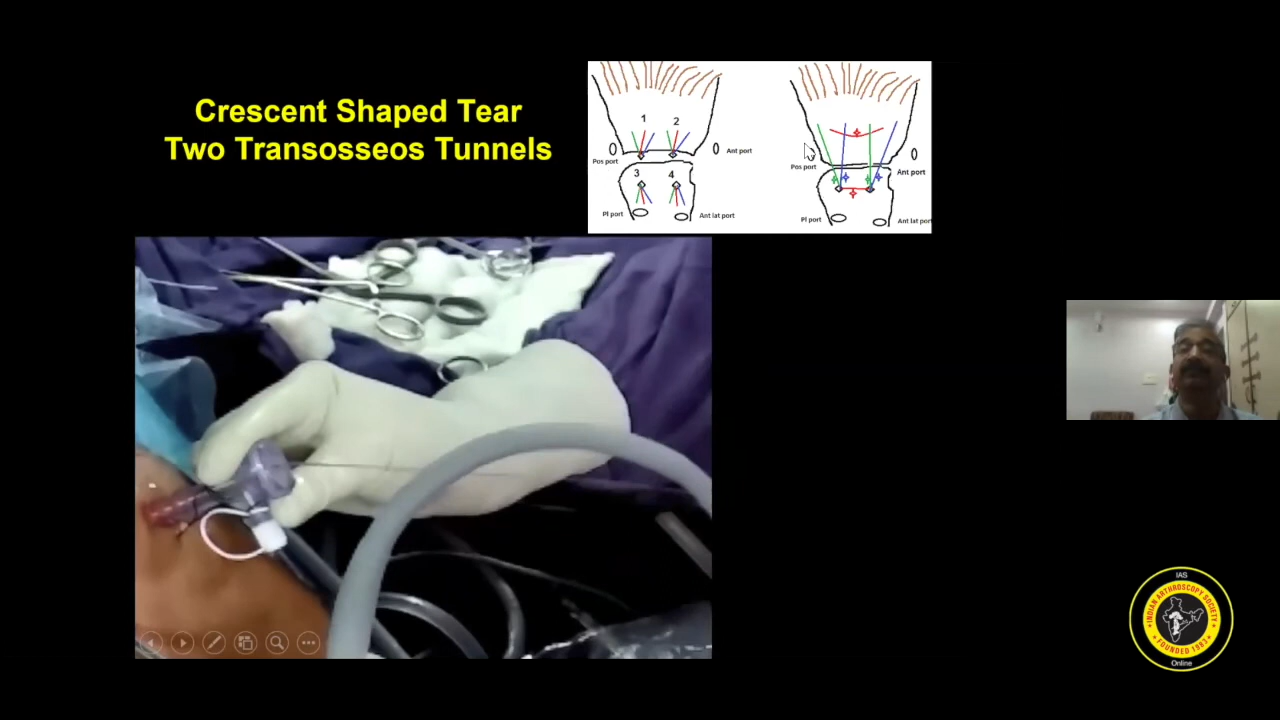 Crescent Shaped Tear
Two Transosseos Tunnels
1
2
Pos port
Ant port
3
4
Pl port
Ant lat port
Pos port
Ant port
Pl port
Ant lat port
IAS
INDIAN ARTHROSCOPY SOCIETY
FOUNDED 1983
Online